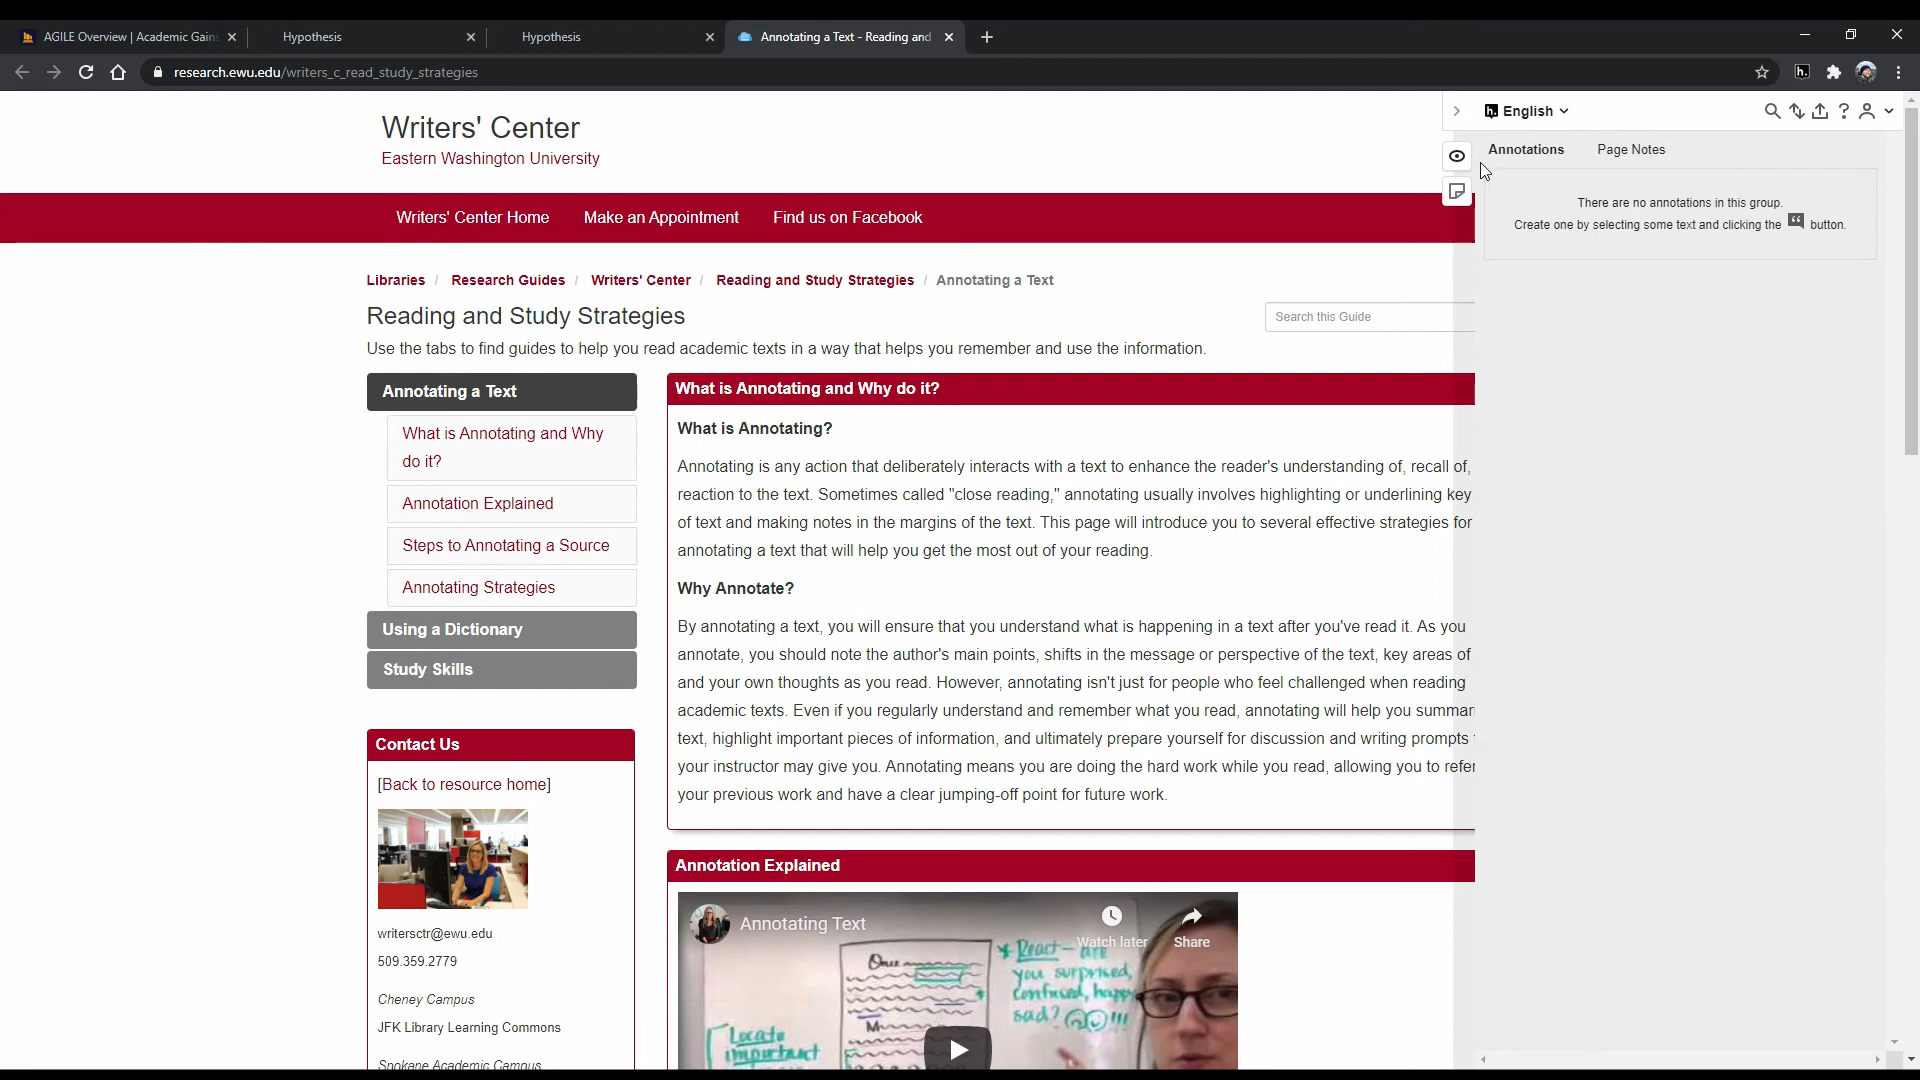 AGILE Overview | Academic Gain
Hypothesis
Hypothesis
Annotating a Text - Reading and
research.ewu.edu/writers_c_read_study_strategies
Writers' Center
Eastern Washington University
Writers' Center Home
Make an Appointment
Find us on Facebook
Libraries / Research Guides / Writers' Center / Reading and Study Strategies / Annotating a Text
Reading and Study Strategies
Search this Guide
Use the tabs to find guides to help you read academic texts in a way that helps you remember and use the information.
Annotating a Text
What is Annotating and Why
do it?
Annotation Explained
Steps to Annotating a Source
Annotating Strategies
Using a Dictionary
Study Skills
Contact Us
[Back to resource home]
writersctr@ewu.edu
509.359.2779
Cheney Campus
JFK Library Learning Commons
Spokane Academic Campus
What is Annotating and Why do it?
What is Annotating?
Annotating is any action that deliberately interacts with a text to enhance the reader's understanding of, recall of,
reaction to the text. Sometimes called "close reading," annotating usually involves highlighting or underlining key
of text and making notes in the margins of the text. This page will introduce you to several effective strategies for
annotating a text that will help you get the most out of your reading.
Why Annotate?
By annotating a text, you will ensure that you understand what is happening in a text after you've read it. As you
annotate, you should note the author's main points, shifts in the message or perspective of the text, key areas of
and your own thoughts as you read. However, annotating isn't just for people who feel challenged when reading
academic texts. Even if you regularly understand and remember what you read, annotating will help you summari
text, highlight important pieces of information, and ultimately prepare yourself for discussion and writing prompts
your instructor may give you. Annotating means you are doing the hard work while you read, allowing you to refer
your previous work and have a clear jumping-off point for future work.
Annotation Explained
Annotating Text
Watch later
Share
Once
React – are
you surprised,
confused, happy
sad?
M
Locate
important
h. English
Annotations
Page Notes
There are no annotations in this group.
Create one by selecting some text and clicking the button.